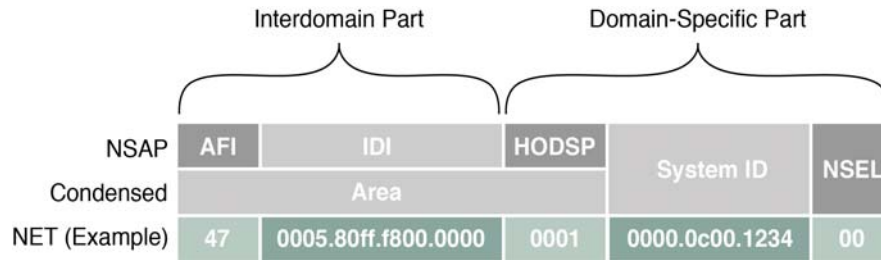 Interdomain Part Domain-Specific Part
NSAP AFI IDI HODSP System ID NSEL
Condensed Area
NET (Example) 47 0005.80ff.f800.0000 0001 0000.0c00.1234 00